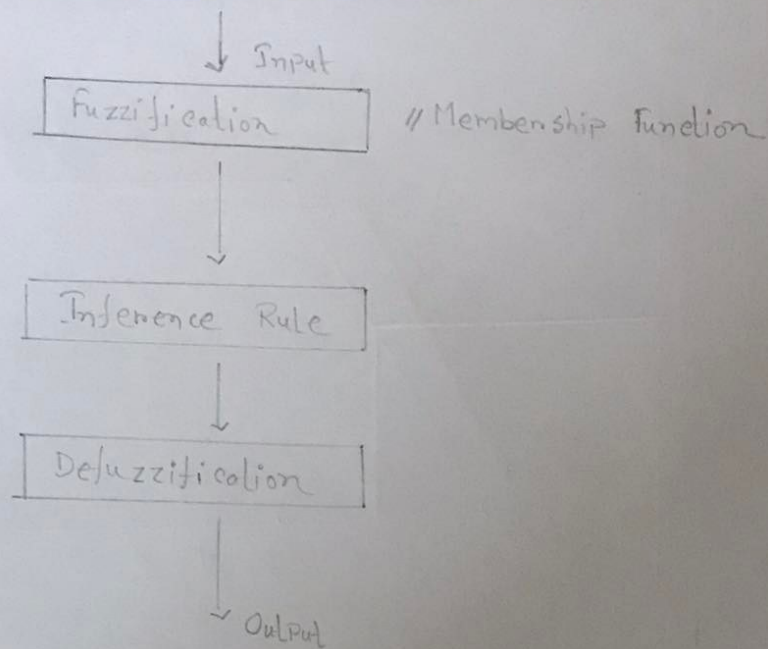 Input
Fuzzification // Membership Function
Inference Rule
Defuzzification
Output